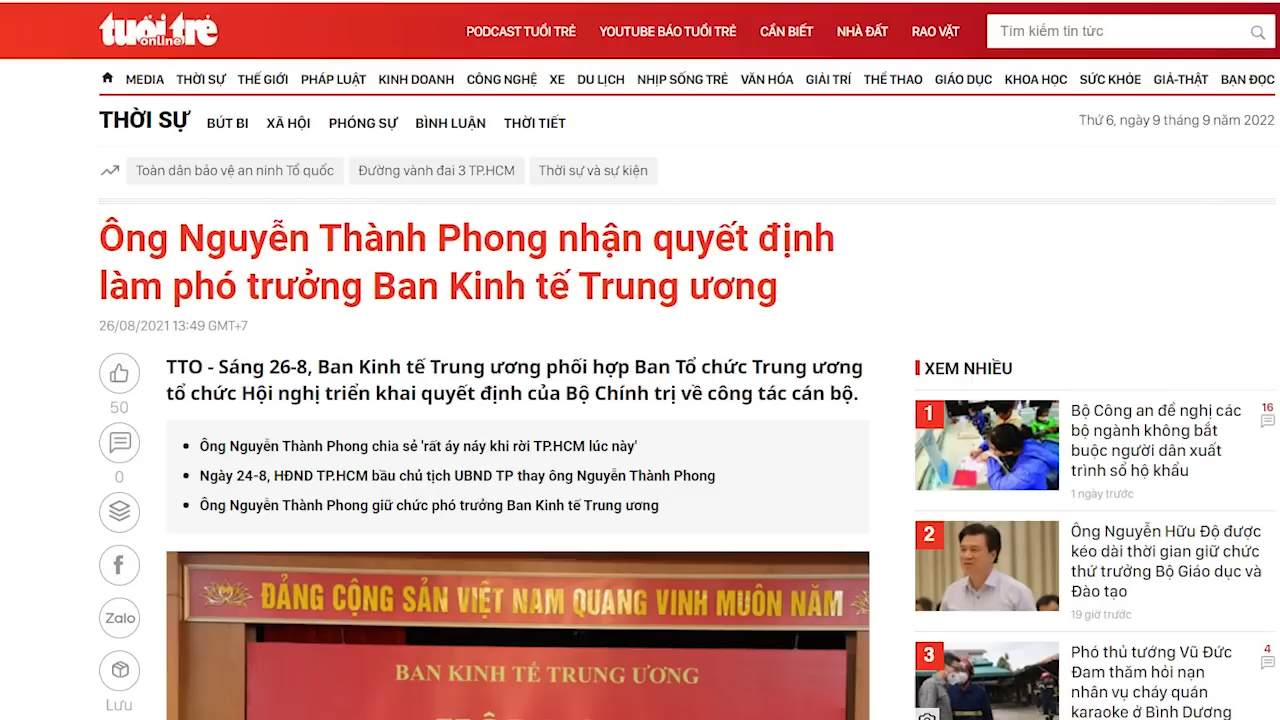 tuổi trẻ
online
PODCAST TUỔI TRẺ YOUTUBE BÁO TUỔI TRẺ CẦN BIẾT NHÀ ĐẤT RAO VẶT
Tìm kiếm tin tức
MEDIA THỜI SỰ THẾ GIỚI PHÁP LUẬT KINH DOANH CÔNG NGHỆ XE DU LỊCH NHỊP SỐNG TRẺ VĂN HÓA GIẢI TRÍ THỂ THAO GIÁO DỤC KHOA HỌC SỨC KHỎE GIẢ-THẬT BẠN ĐỌC
THỜI SỰ BÚT BI XÃ HỘI PHÓNG SỰ BÌNH LUẬN THỜI TIẾT
Thứ 6, ngày 9 tháng 9 năm 2022
Toàn dân bảo vệ an ninh Tổ quốc Đường vành đai 3 TP.HCM Thời sự và sự kiện
Ông Nguyễn Thành Phong nhận quyết định
làm phó trưởng Ban Kinh tế Trung ương
26/08/2021 13:49 GMT+7
TTO - Sáng 26-8, Ban Kinh tế Trung ương phối hợp Ban Tổ chức Trung ương
tổ chức Hội nghị triển khai quyết định của Bộ Chính trị về công tác cán bộ.
50
0
Zalo
Lưu
• Ông Nguyễn Thành Phong chia sẻ 'rất áy náy khi rời TP.HCM lúc này'
• Ngày 24-8, HĐND TP.HCM bầu chủ tịch UBND TP thay ông Nguyễn Thành Phong
• Ông Nguyễn Thành Phong giữ chức phó trưởng Ban Kinh tế Trung ương
ĐẢNG CỘNG SẢN VIỆT NAM QUANG VINH MUÔN NĂM
BAN KINH TẾ TRUNG ƯƠNG
XEM NHIỀU
1
Bộ Công an đề nghị các
bộ ngành không bắt
buộc người dân xuất
trình sổ hộ khẩu
16
1 ngày trước
2
Ông Nguyễn Hữu Độ được
kéo dài thời gian giữ chức
thứ trưởng Bộ Giáo dục và
Đào tạo
19 giờ trước
3
Phó thủ tướng Vũ Đức
Đam thăm hỏi nạn
nhân vụ cháy quán
karaoke ở Bình Dương
4